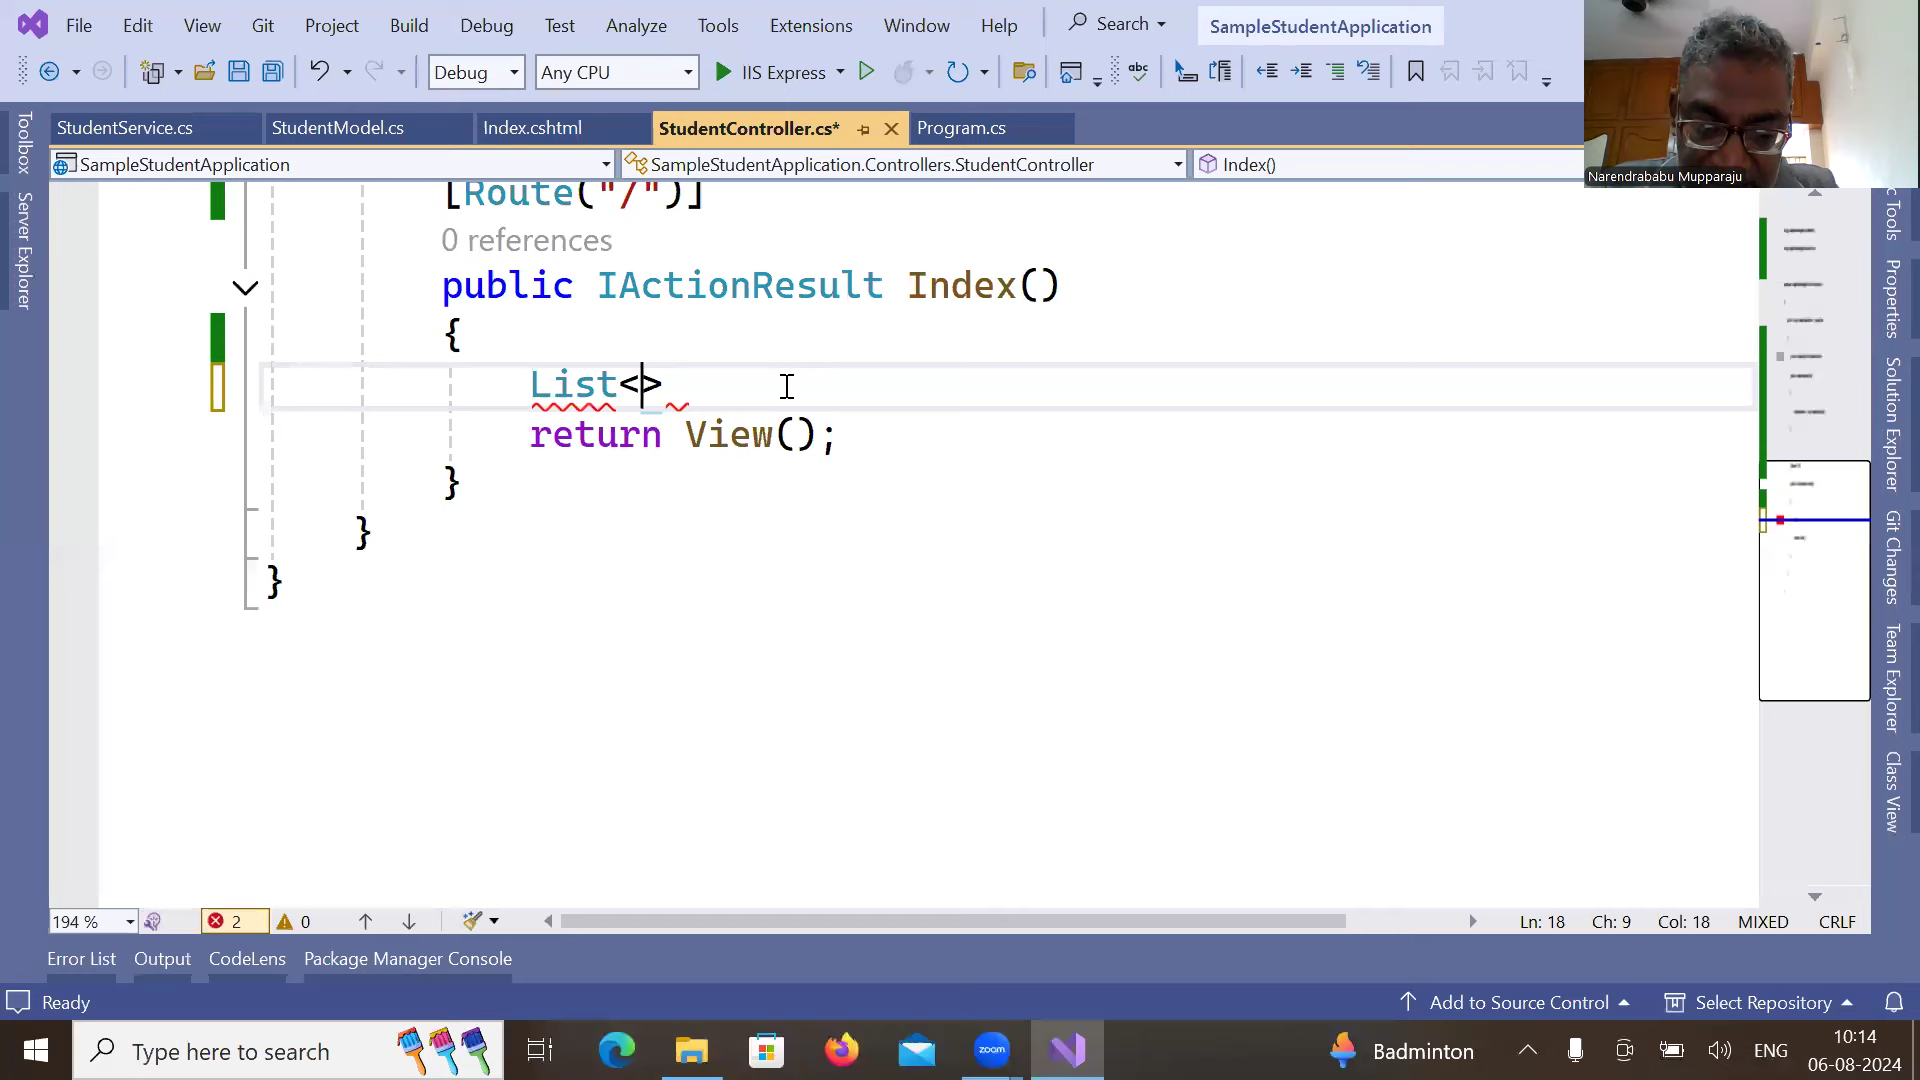 File Edit View Git Project Build Debug Test Analyze Tools Extensions Window Help Search SampleStudentApplication
Debug Any CPU IIS Express
Narendrababu Mupparaju
StudentService.cs StudentModel.cs Index.cshtml StudentController.cs* Program.cs
SampleStudentApplication SampleStudentApplication.Controllers.StudentController Index()
Toolbox
Server Explorer
[Route("/")]
0 references
public IActionResult Index()
{
List<>
return View();
}
}
}
c Tools
Properties
Solution Explorer
Git Changes
Team Explorer
Class View
194 % 2 0 Ln: 18 Ch: 9 Col: 18 MIXED CRLF
Error List Output CodeLens Package Manager Console
Ready Add to Source Control Select Repository
Type here to search zoom Badminton ENG 10:14
06-08-2024